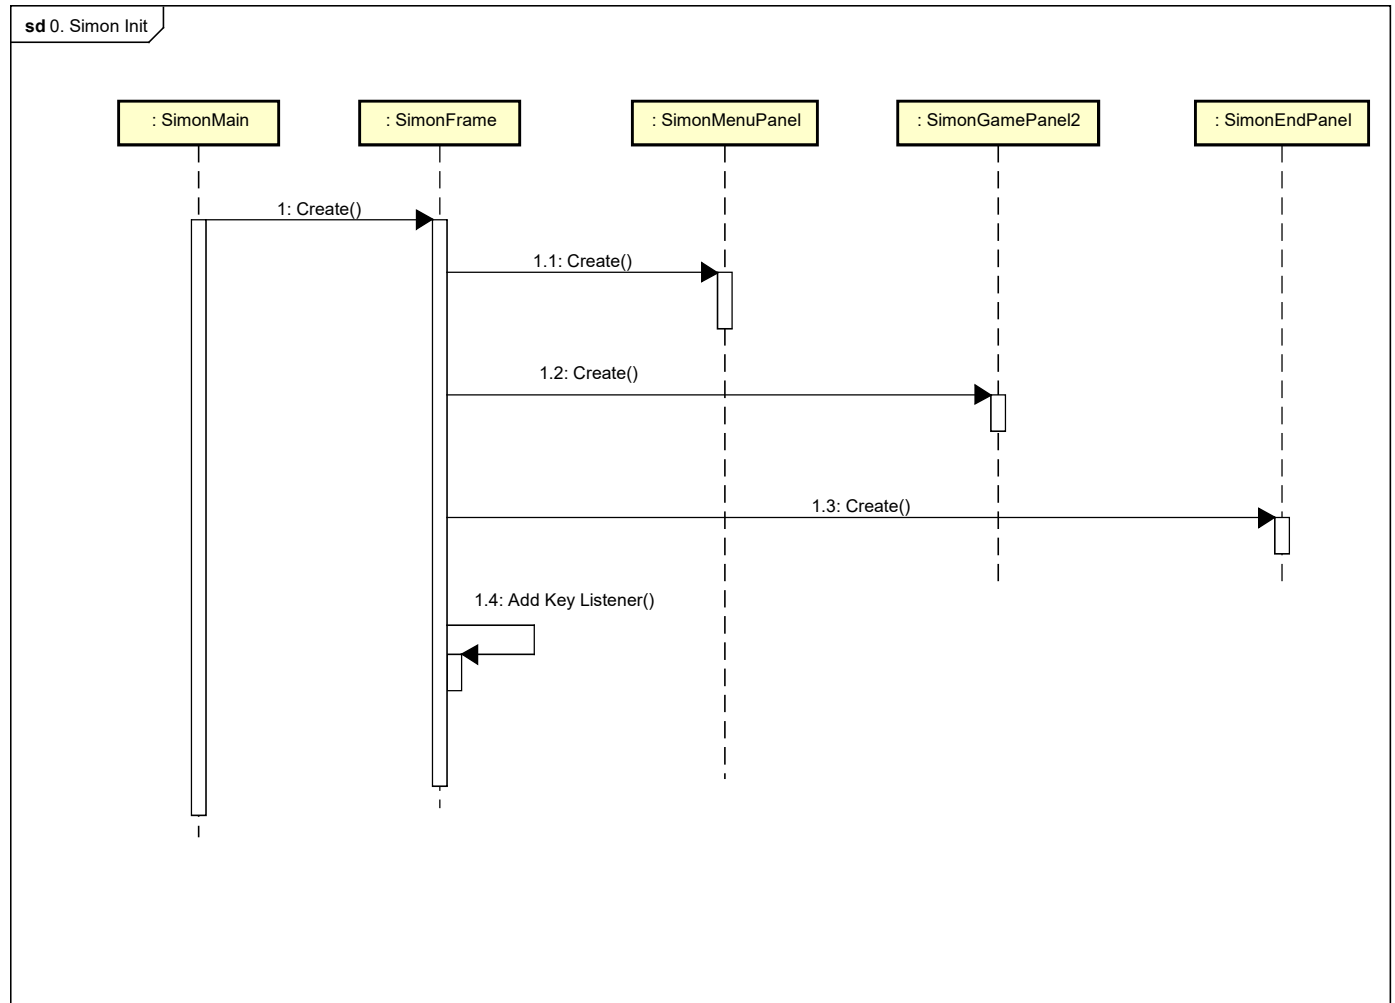 sd 0. Simon Init
: SimonMain
: SimonFrame
: SimonMenuPanel
: SimonGamePanel2
: SimonEndPanel
1: Create()
1.1: Create()
1.2: Create()
1.3: Create()
1.4: Add Key Listener()